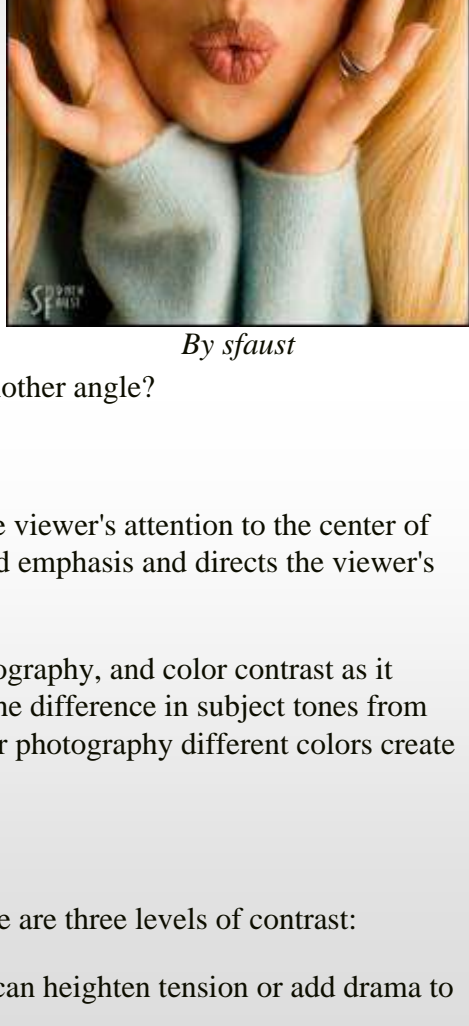 By sfaust
other angle?
e viewer's attention to the center of
d emphasis and directs the viewer's
ography, and color contrast as it
he difference in subject tones from
r photography different colors create
e are three levels of contrast:
can heighten tension or add drama to